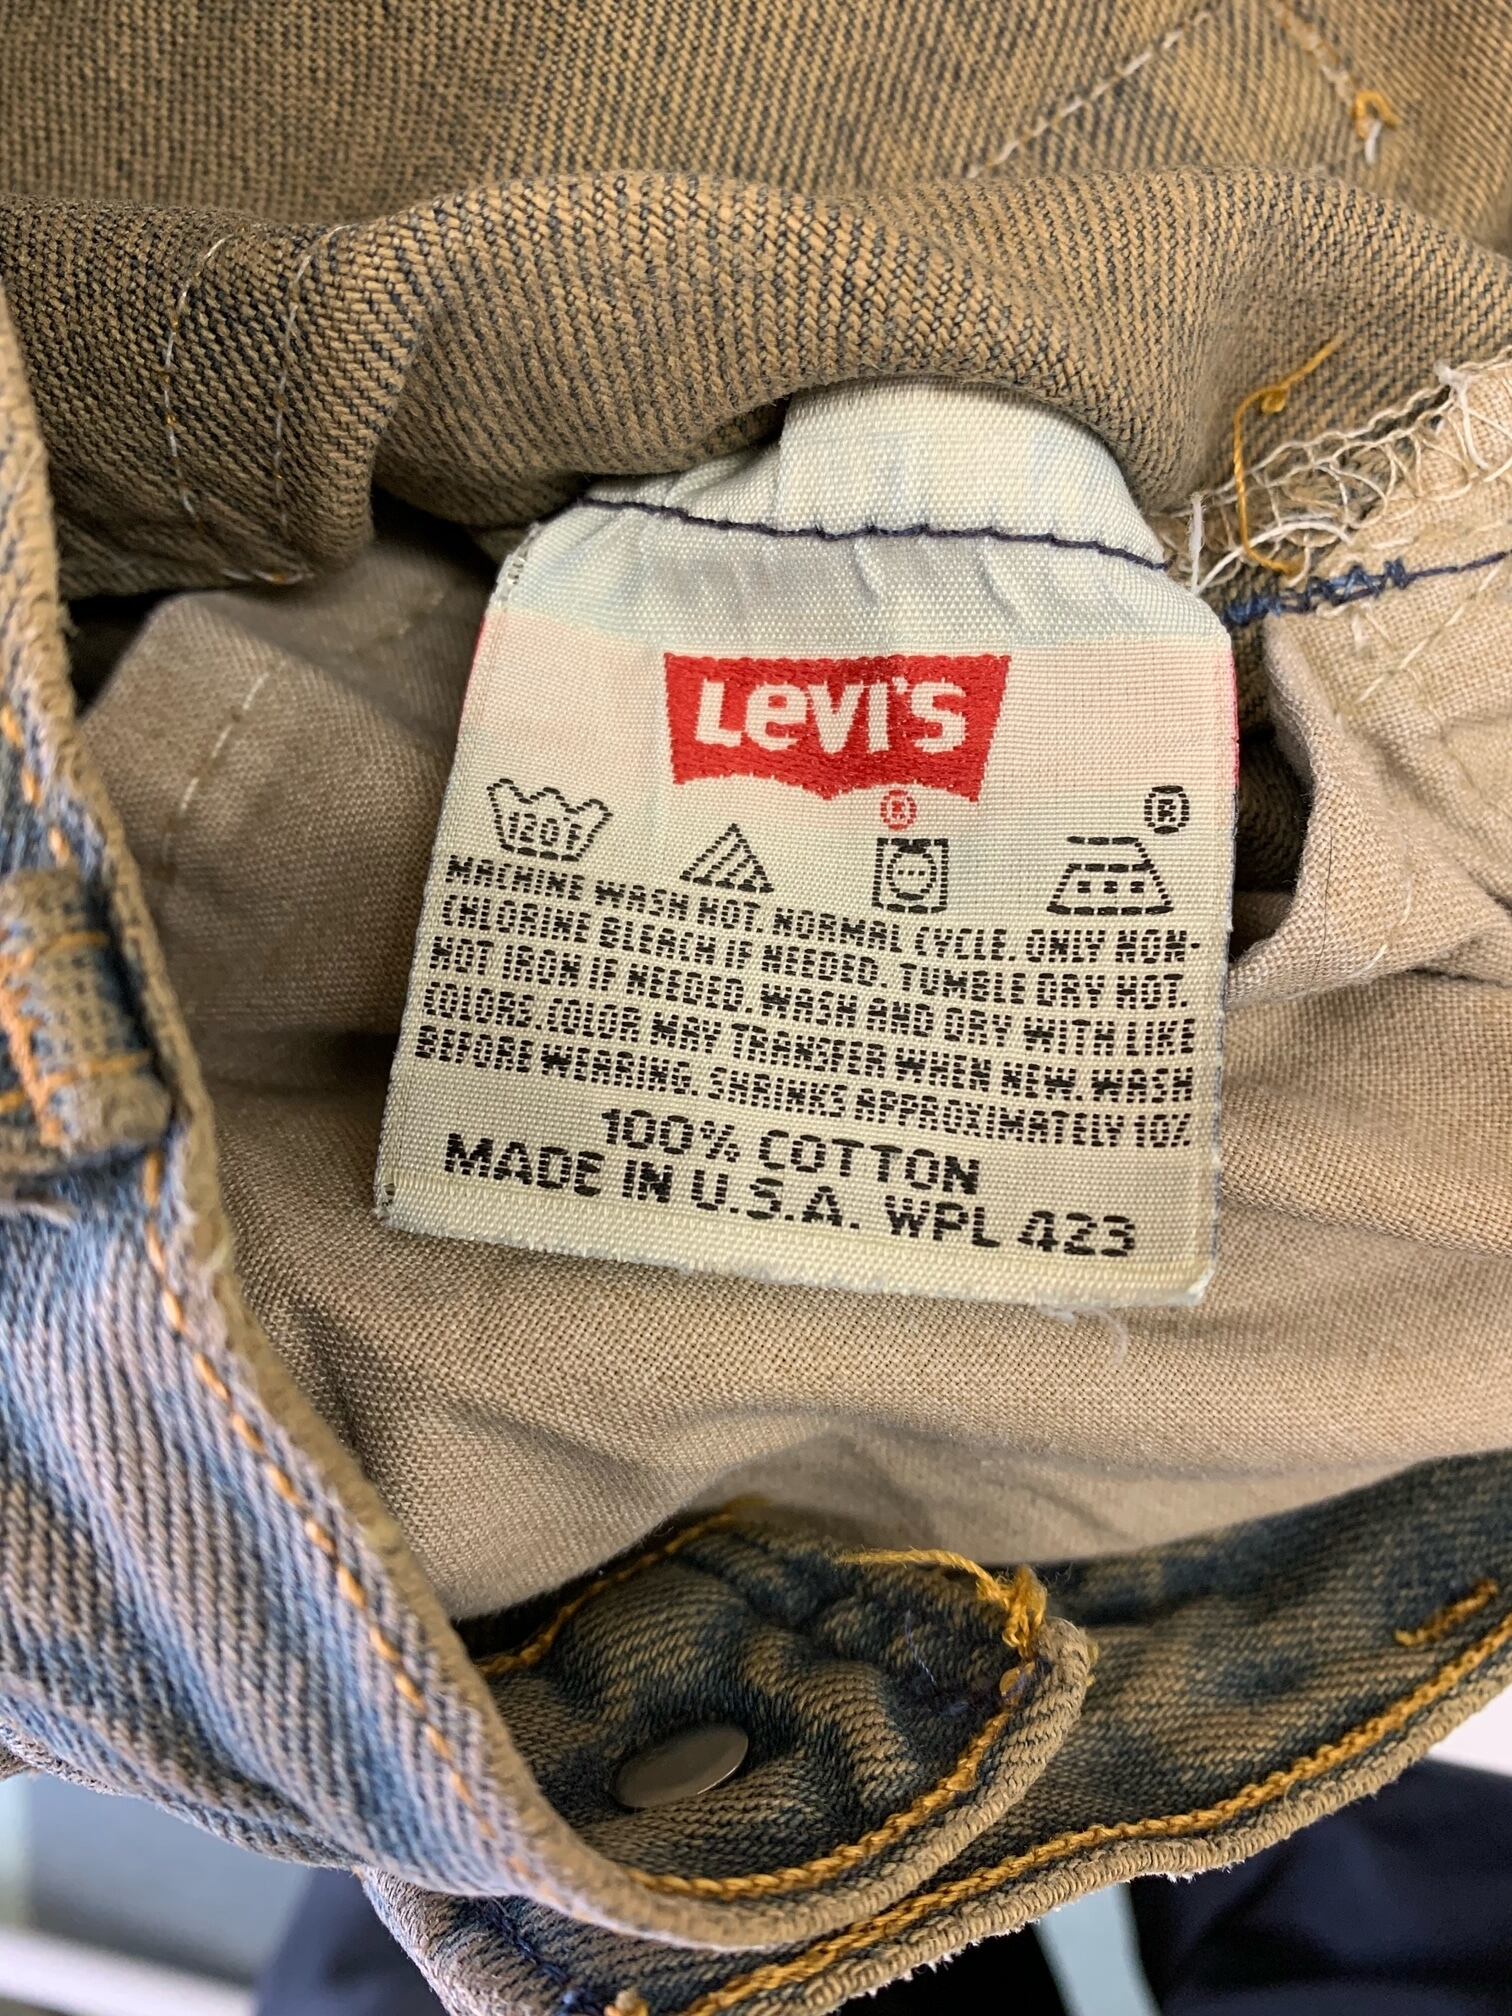 LEVI'S
®
®
120F
MACHINE WASH HOT. NORMAL CYCLE. ONLY NON-
CHLORINE BLEACH IF NEEDED. TUMBLE DRY HOT.
HOT IRON IF NEEDED. WASH AND DRY WITH LIKE
COLORS. COLOR MAY TRANSFER WHEN NEW. WASH
BEFORE WEARING. SHRINKS APPROXIMATELY 10%
100% COTTON
MADE IN U.S.A. WPL 423